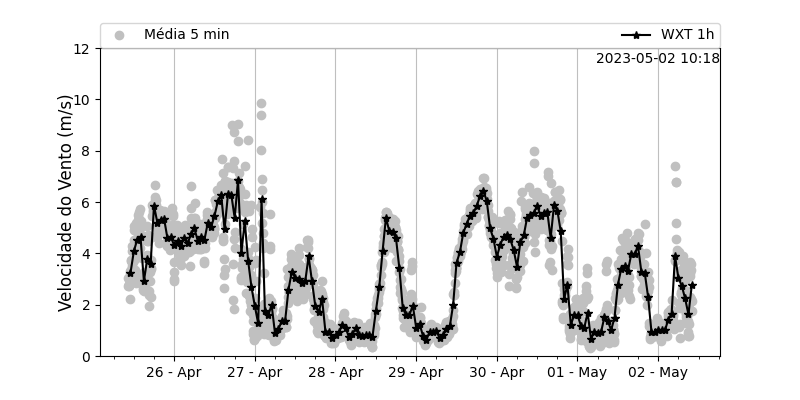 Média 5 min
WXT 1h
2023-05-02 10:18
Velocidade do Vento (m/s)
12
10
8
6
4
2
0
26 - Apr
27 - Apr
28 - Apr
29 - Apr
30 - Apr
01 - May
02 - May